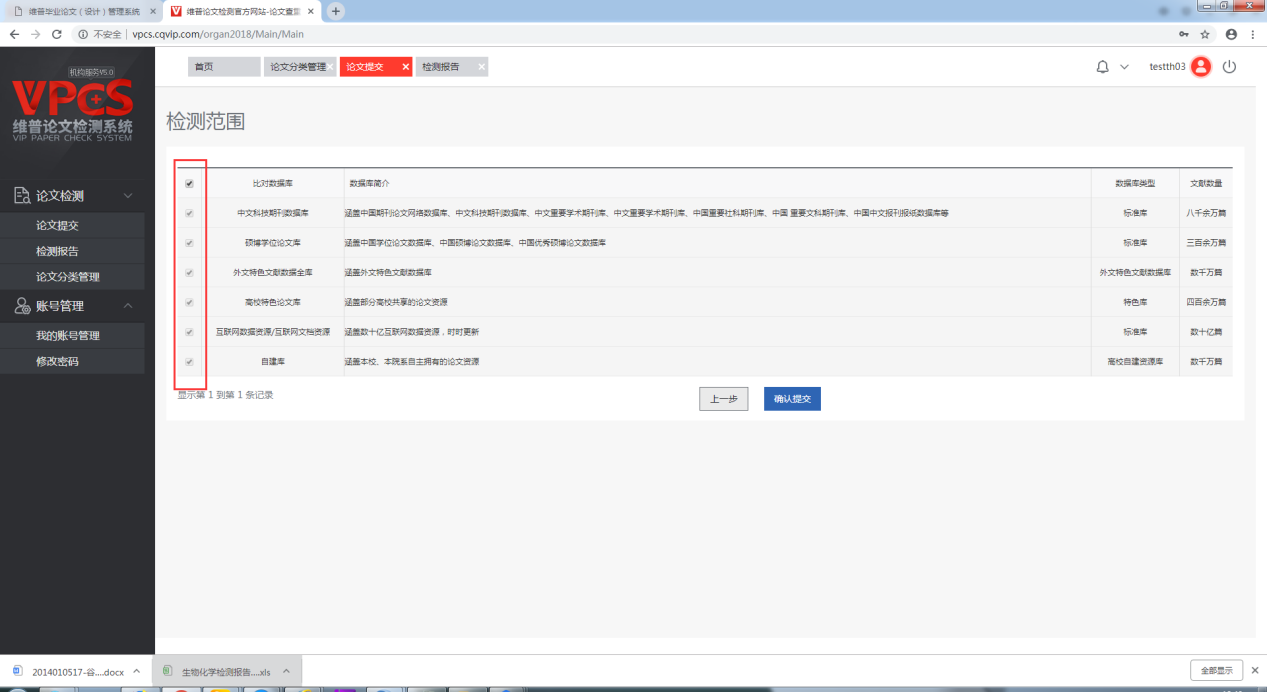 维普毕业论文（设计）管理系统
维普论文检测官方网站-论文查重
不安全 | vpcs.cqvip.com/organ2018/Main/Main
机构服务V5.0
VPCS
维普论文检测系统
VIP PAPER CHECK SYSTEM
首页
论文分类管理
论文提交
检测报告
testth03
论文检测
论文提交
检测报告
论文分类管理
账号管理
我的账号管理
修改密码
检测范围
比对数据库 数据库简介 数据库类型 文献数量
中文科技期刊数据库 涵盖中国期刊论文网络数据库、中文科技期刊数据库、中文重要学术期刊库、中文重要学术期刊库、中国重要社科期刊库、中国 重要文科期刊库、中国中文报刊报纸数据库等 标准库 八千余万篇
硕博学位论文库 涵盖中国学位论文数据库、中国硕博论文数据库、中国优秀硕博论文数据库 标准库 三百余万篇
外文特色文献数据全库 涵盖外文特色文献数据库 外文特色文献数据库 数千万篇
高校特色论文库 涵盖部分高校共享的论文资源 特色库 四百余万篇
互联网数据资源/互联网文档资源 涵盖数十亿互联网数据资源，时时更新 标准库 数十亿篇
自建库 涵盖本校、本院系自主拥有的论文资源 高校自建资源库 数千万篇
显示第 1 到第 1 条记录
上一步
确认提交
2014010517-谷....docx
生物化学检测报告....xls
全部显示